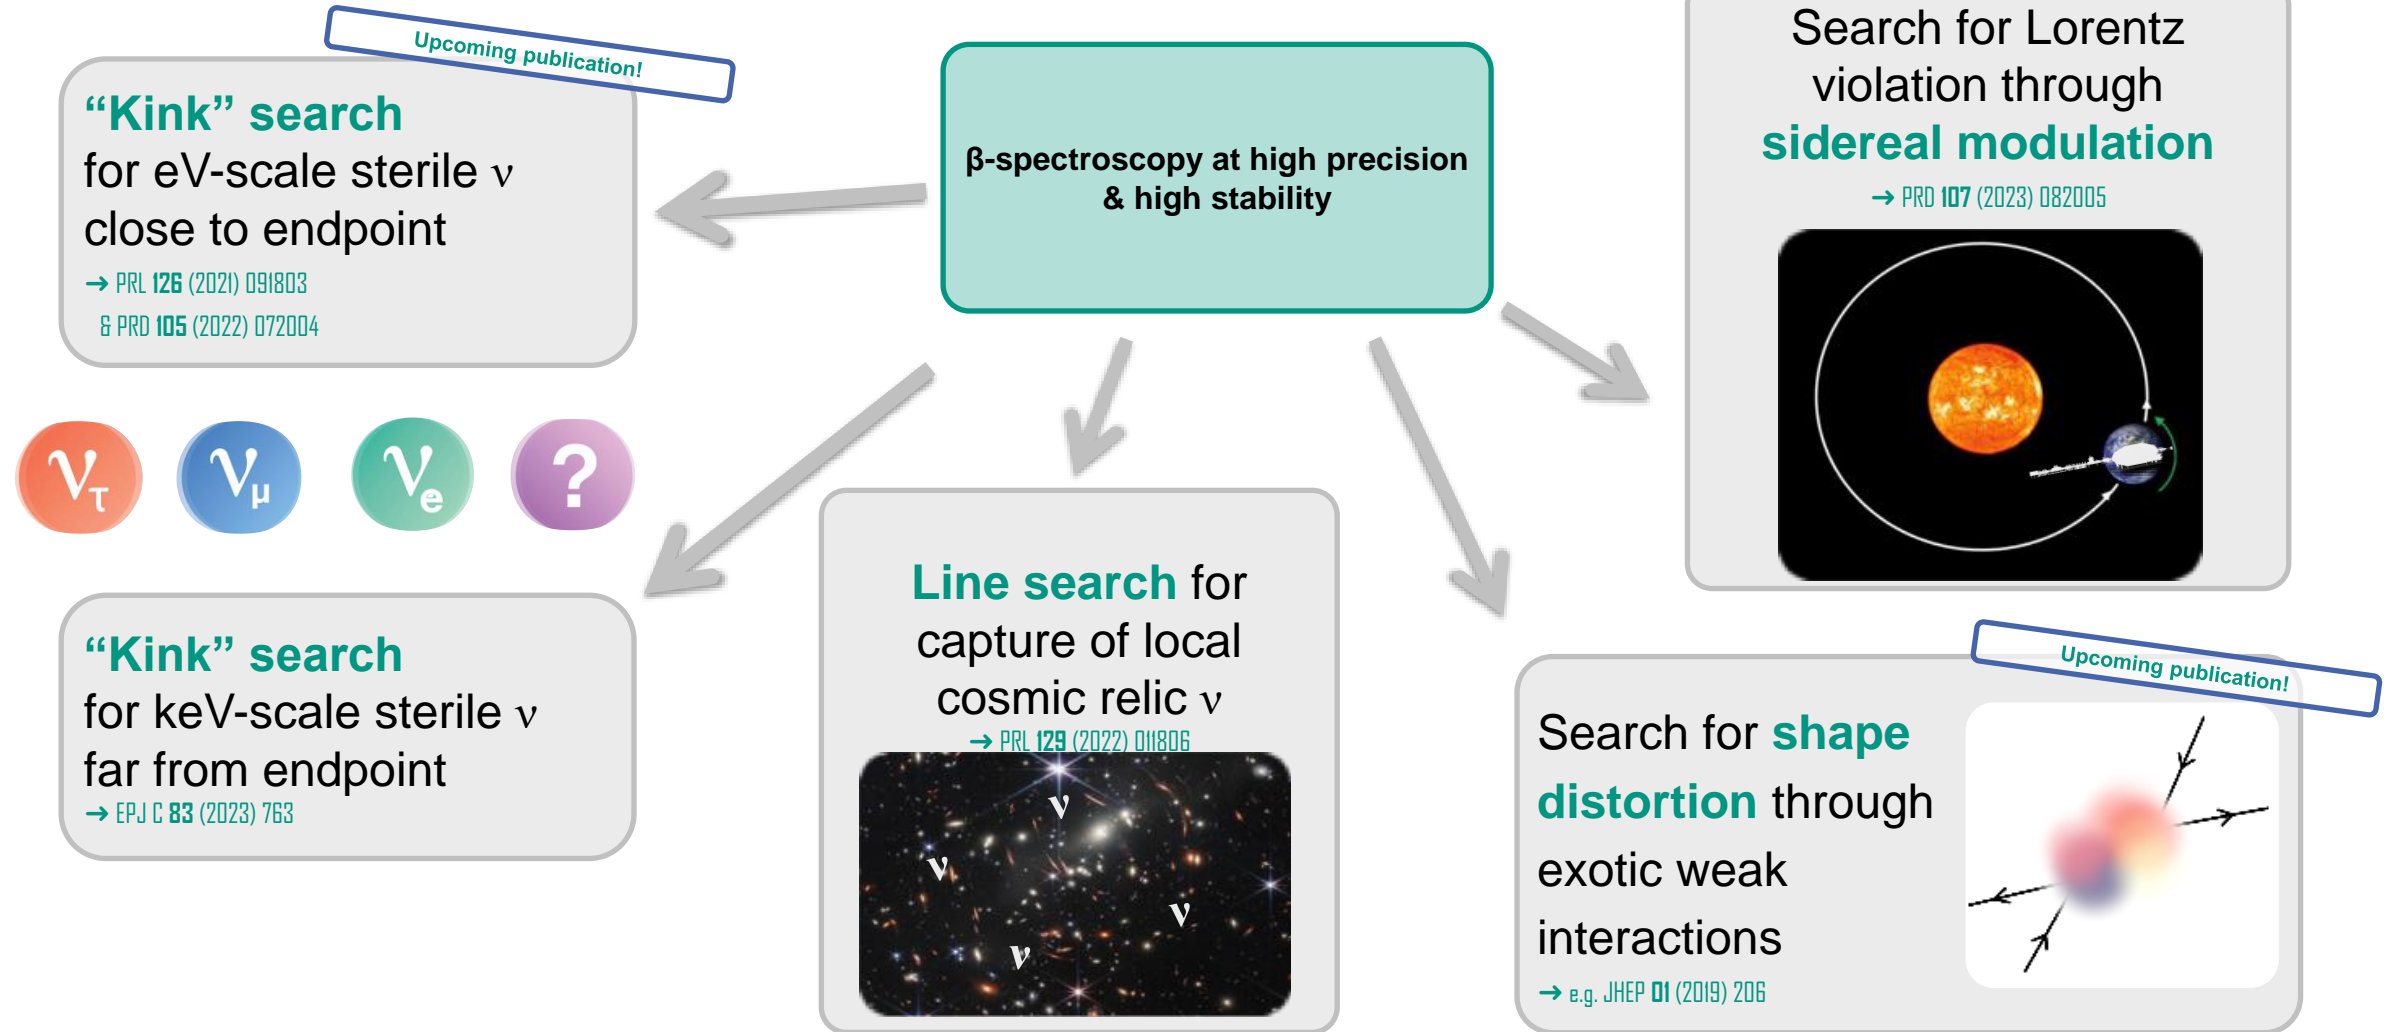 Upcoming publication!
“Kink” search
for eV-scale sterile ν
close to endpoint
→ PRL 126 (2021) 091803
& PRD 105 (2022) 072004
β-spectroscopy at high precision
& high stability
Search for Lorentz
violation through
sidereal modulation
→ PRD 107 (2023) 082005
ντ
νμ
νe
?
“Kink” search
for keV-scale sterile ν
far from endpoint
→ EPJ C 83 (2023) 763
Line search for
capture of local
cosmic relic ν
→ PRL 129 (2022) 011806
ν
ν
ν
ν
Upcoming publication!
Search for shape
distortion through
exotic weak
interactions
→ e.g. JHEP 01 (2019) 206